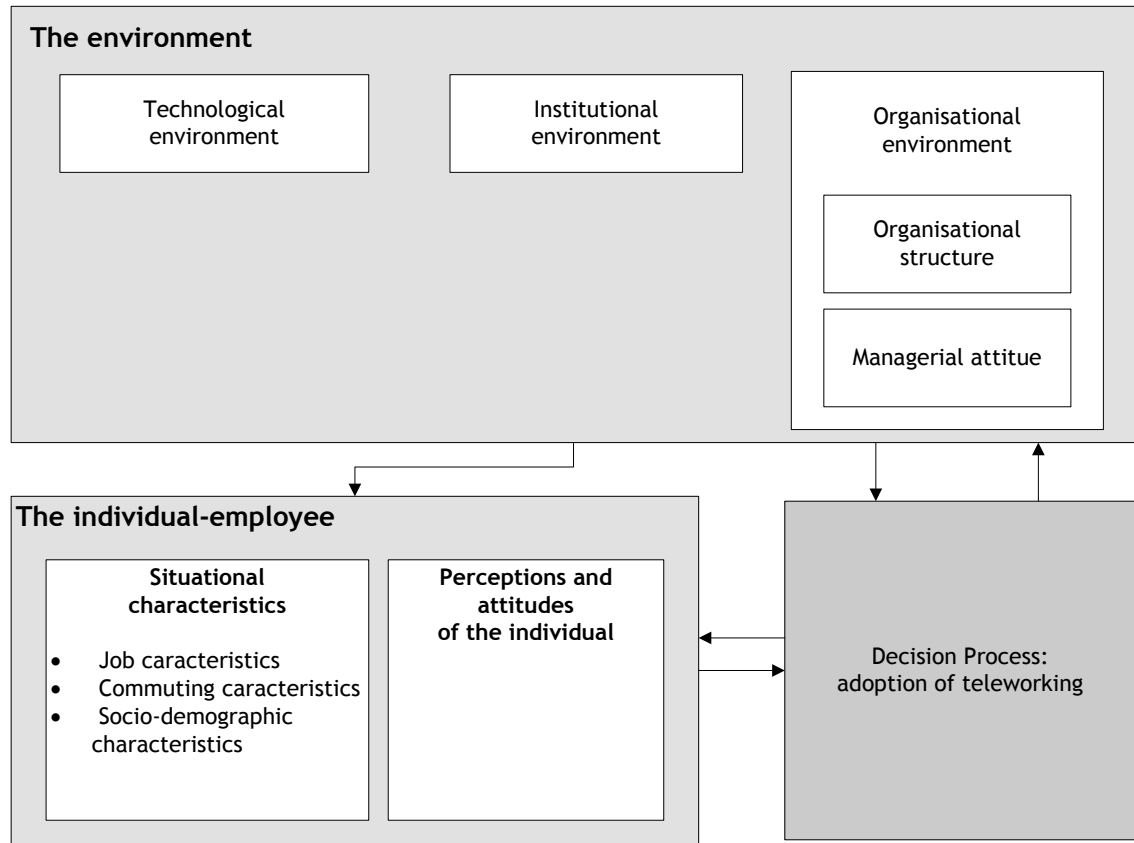 The environment
Technological
environment
Institutional
environment
Organisational
environment
Organisational
structure
Managerial attitue
The individual-employee
Situational
characteristics
• Job caracteristics
• Commuting caracteristics
• Socio-demographic
characteristics
Perceptions and
attitudes
of the individual
Decision Process:
adoption of teleworking